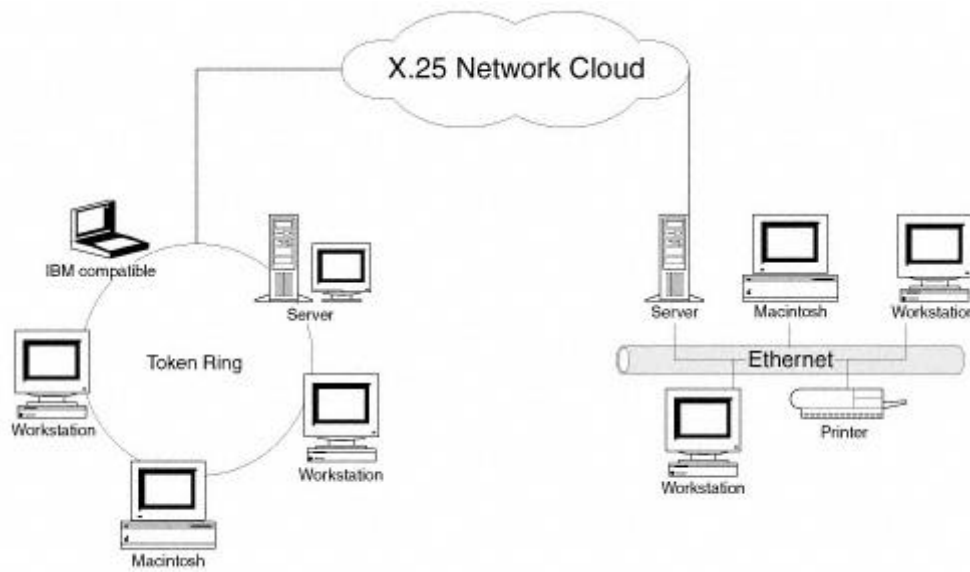 X.25 Network Cloud
IBM compatible
Server
Token Ring
Workstation
Workstation
Macintosh
Server
Macintosh
Workstation
Ethernet
Workstation
Printer